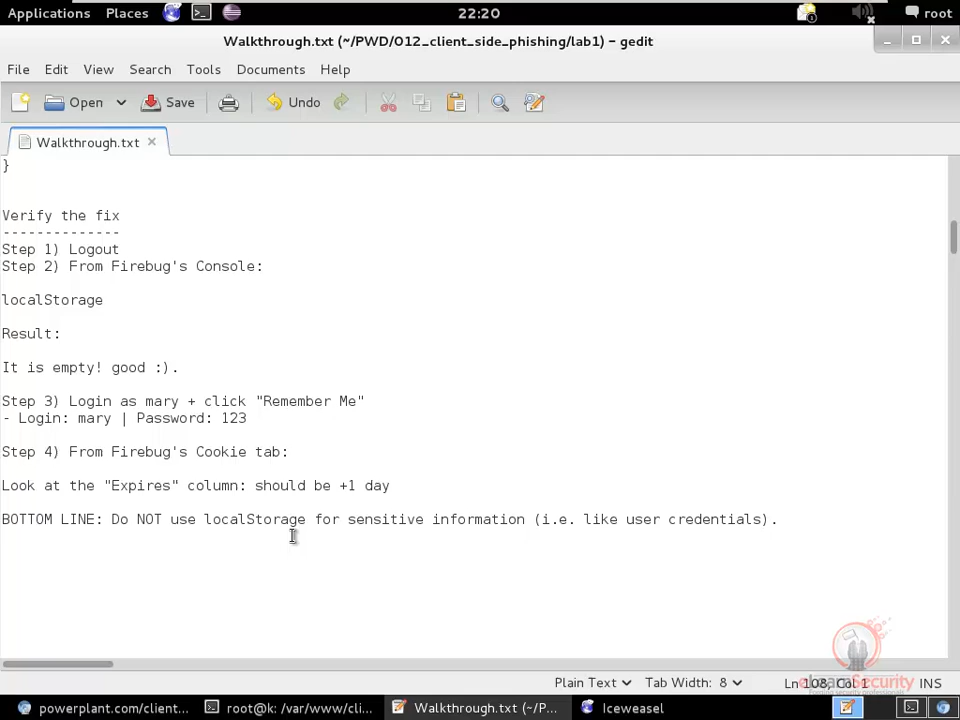 Applications Places 22:20 root
Walkthrough.txt (~/PWD/012_client_side_phishing/lab1) – gedit
File Edit View Search Tools Documents Help
Open Save Undo
Walkthrough.txt
}
Verify the fix
--------------
Step 1) Logout
Step 2) From Firebug's Console:
localStorage
Result:
It is empty! good :).
Step 3) Login as mary + click "Remember Me"
- Login: mary | Password: 123
Step 4) From Firebug's Cookie tab:
Look at the "Expires" column: should be +1 day
BOTTOM LINE: Do NOT use localStorage for sensitive information (i.e. like user credentials).
eLearnSecurity
Plain Text Tab Width: 8 Ln 108, Col 1 INS
powerplant.com/client... root@k: /var/www/cli... Walkthrough.txt (~/P... Iceweasel